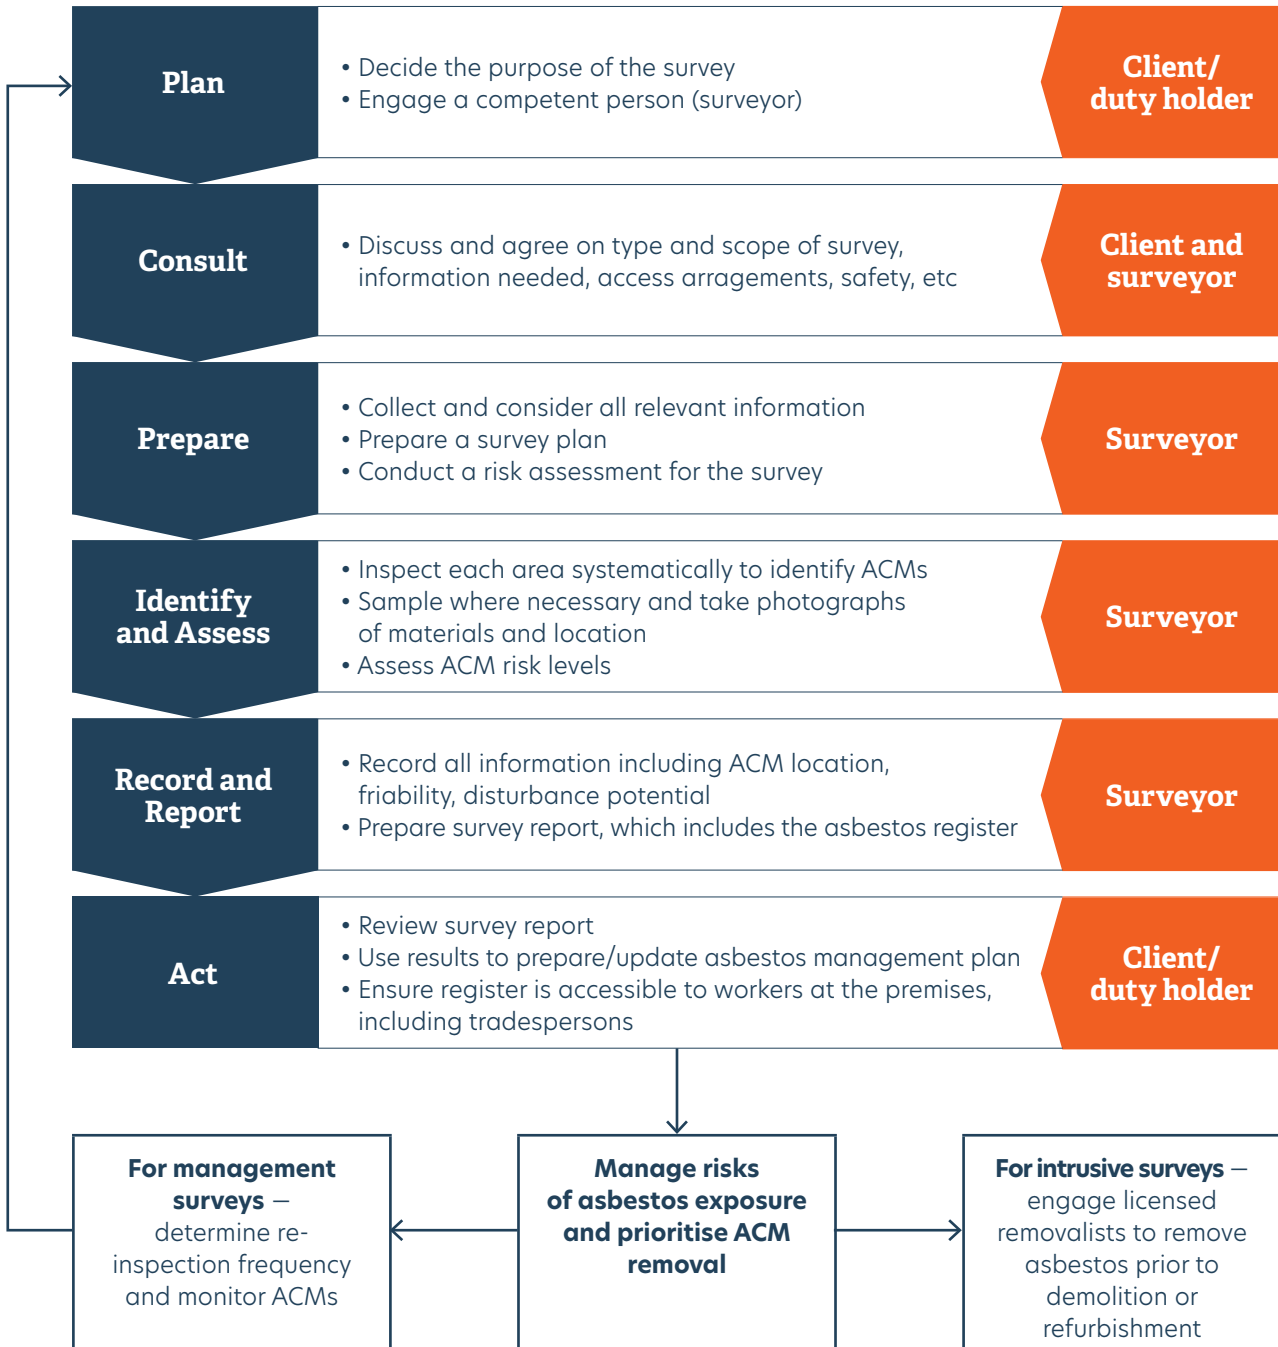 Plan
• Decide the purpose of the survey
• Engage a competent person (surveyor)
Client/
duty holder
Consult
• Discuss and agree on type and scope of survey,
information needed, access arragements, safety, etc
Client and
surveyor
Prepare
• Collect and consider all relevant information
• Prepare a survey plan
• Conduct a risk assessment for the survey
Surveyor
Identify
and Assess
• Inspect each area systematically to identify ACMs
• Sample where necessary and take photographs
of materials and location
• Assess ACM risk levels
Surveyor
Record and
Report
• Record all information including ACM location,
friability, disturbance potential
• Prepare survey report, which includes the asbestos register
Surveyor
Act
• Review survey report
• Use results to prepare/update asbestos management plan
• Ensure register is accessible to workers at the premises,
including tradespersons
Client/
duty holder
For management
surveys —
determine re-
inspection frequency
and monitor ACMs
Manage risks
of asbestos exposure
and prioritise ACM
removal
For intrusive surveys —
engage licensed
removalists to remove
asbestos prior to
demolition or
refurbishment